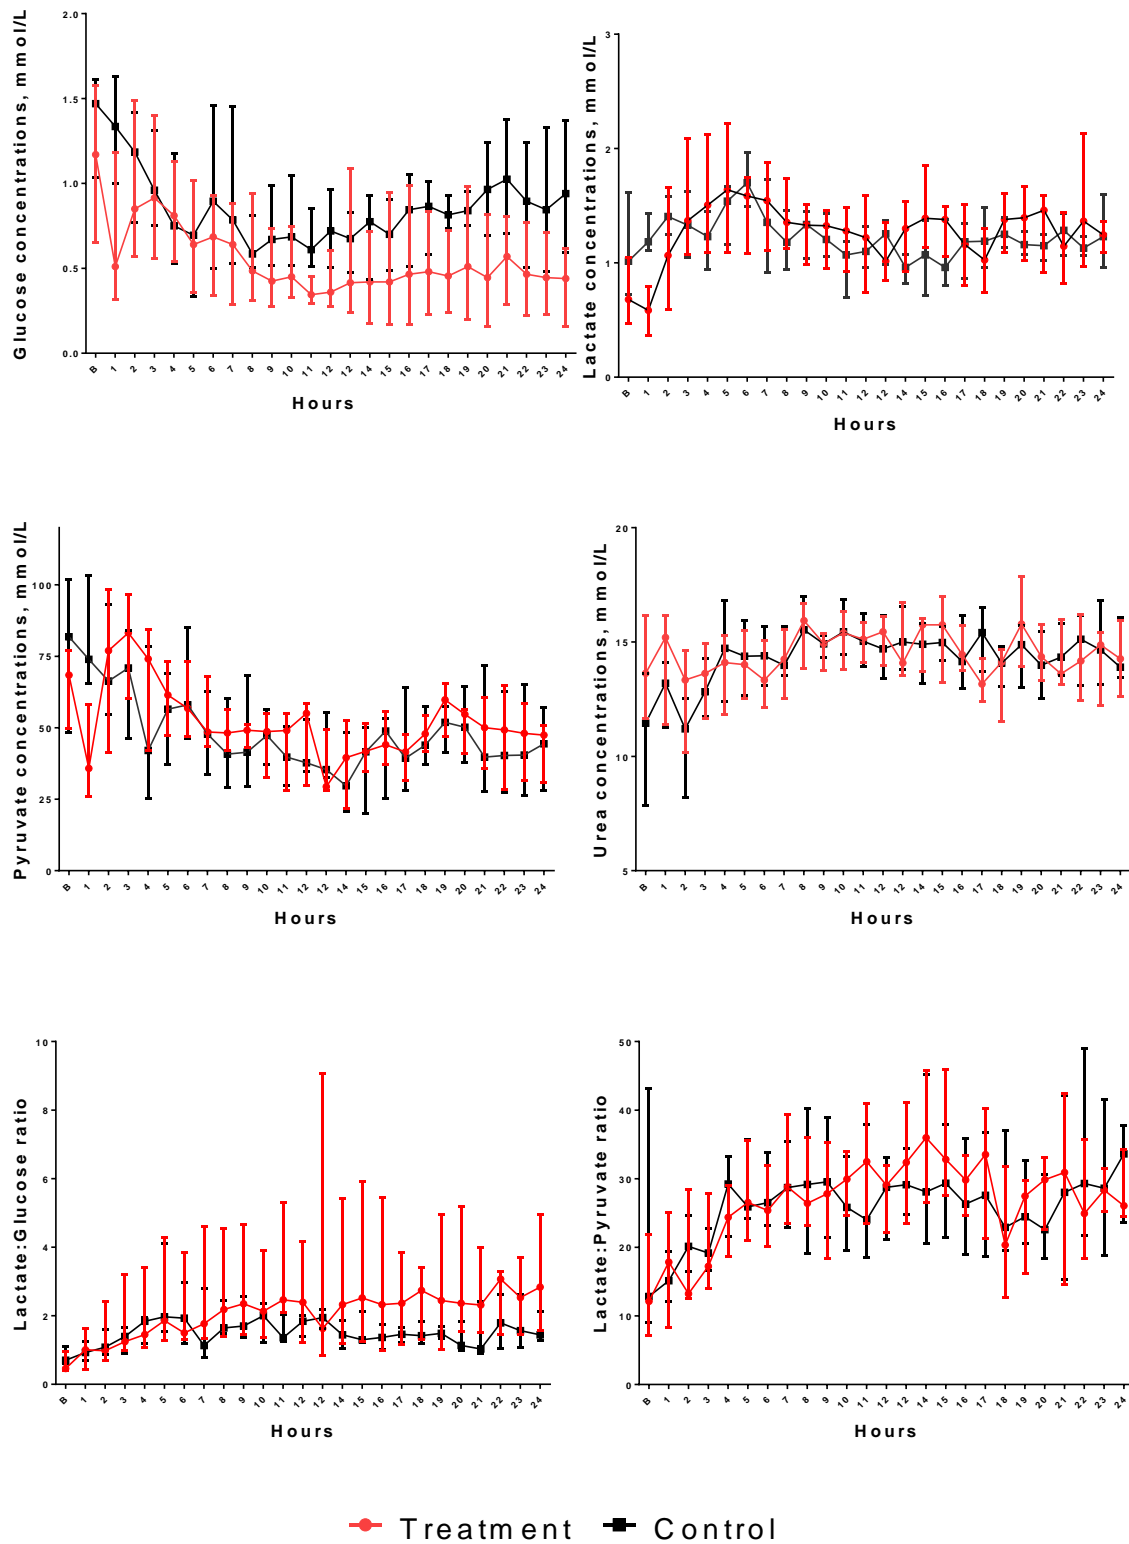 Glucose concentrations, mmol/L
2.0
1.5
1.0
0.5
0.0
B 1 2 3 4 5 6 7 8 9 10 11 12 12 14 15 16 17 18 19 20 21 22 23 24
Hours
Lactate concentrations, mmol/L
3
2
1
0
B 1 2 3 4 5 6 7 8 9 10 11 12 12 14 15 16 17 18 19 20 21 22 23 24
Hours
Pyruvate concentrations, mmol/L
100
75
50
25
0
B 1 2 3 4 5 6 7 8 9 10 11 12 12 14 15 16 17 18 19 20 21 22 23 24
Hours
Urea concentrations, mmol/L
20
15
10
5
B 1 2 3 4 5 6 7 8 9 10 11 12 12 14 15 16 17 18 19 20 21 22 23 24
Hours
Lactate:Glucose ratio
10
8
6
4
2
0
B 1 2 3 4 5 6 7 8 9 10 11 12 12 14 15 16 17 18 19 20 21 22 23 24
Hours
Lactate:Pyruvate ratio
50
40
30
20
10
0
B 1 2 3 4 5 6 7 8 9 10 11 12 12 14 15 16 17 18 19 20 21 22 23 24
Hours
Treatment Control